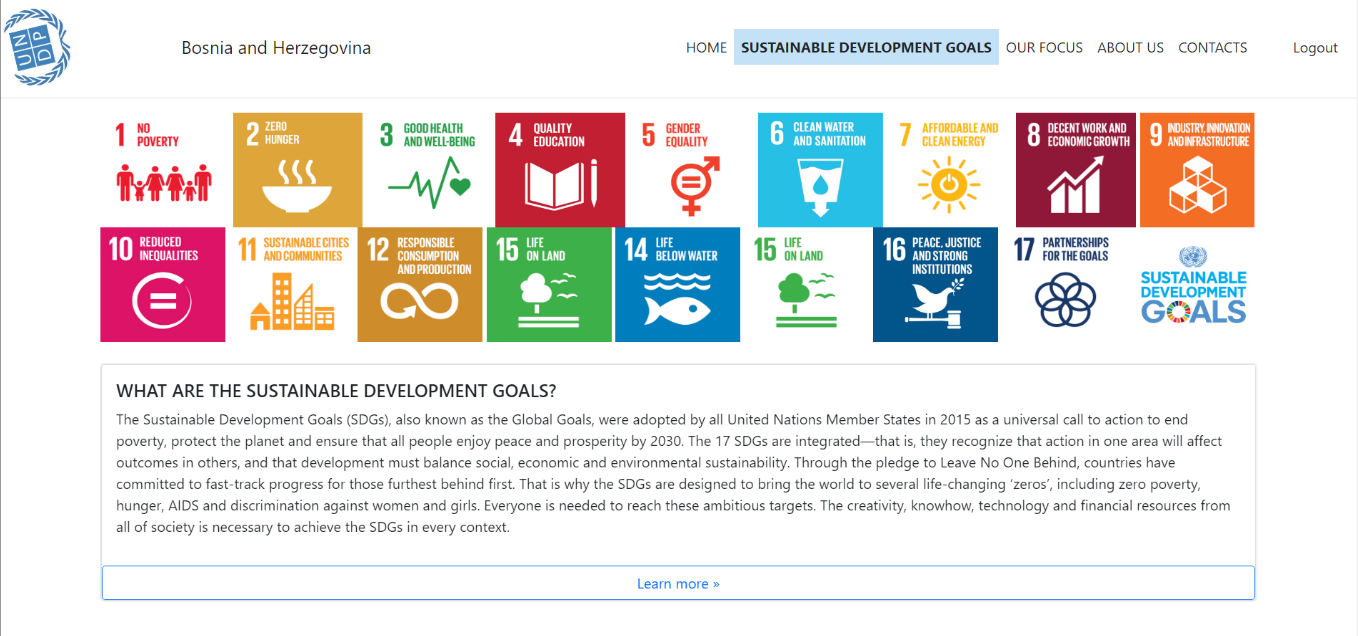 UNDP
Bosnia and Herzegovina
HOME SUSTAINABLE DEVELOPMENT GOALS OUR FOCUS ABOUT US CONTACTS Logout
1 NO POVERTY
2 ZERO HUNGER
3 GOOD HEALTH AND WELL-BEING
4 QUALITY EDUCATION
5 GENDER EQUALITY
6 CLEAN WATER AND SANITATION
7 AFFORDABLE AND CLEAN ENERGY
8 DECENT WORK AND ECONOMIC GROWTH
9 INDUSTRY, INNOVATION AND INFRASTRUCTURE
10 REDUCED INEQUALITIES
11 SUSTAINABLE CITIES AND COMMUNITIES
12 RESPONSIBLE CONSUMPTION AND PRODUCTION
15 LIFE ON LAND
14 LIFE BELOW WATER
15 LIFE ON LAND
16 PEACE, JUSTICE AND STRONG INSTITUTIONS
17 PARTNERSHIPS FOR THE GOALS
SUSTAINABLE DEVELOPMENT GOALS
WHAT ARE THE SUSTAINABLE DEVELOPMENT GOALS?
The Sustainable Development Goals (SDGs), also known as the Global Goals, were adopted by all United Nations Member States in 2015 as a universal call to action to end
poverty, protect the planet and ensure that all people enjoy peace and prosperity by 2030. The 17 SDGs are integrated—that is, they recognize that action in one area will affect
outcomes in others, and that development must balance social, economic and environmental sustainability. Through the pledge to Leave No One Behind, countries have
committed to fast-track progress for those furthest behind first. That is why the SDGs are designed to bring the world to several life-changing ‘zeros’, including zero poverty,
hunger, AIDS and discrimination against women and girls. Everyone is needed to reach these ambitious targets. The creativity, knowhow, technology and financial resources from
all of society is necessary to achieve the SDGs in every context.
Learn more »